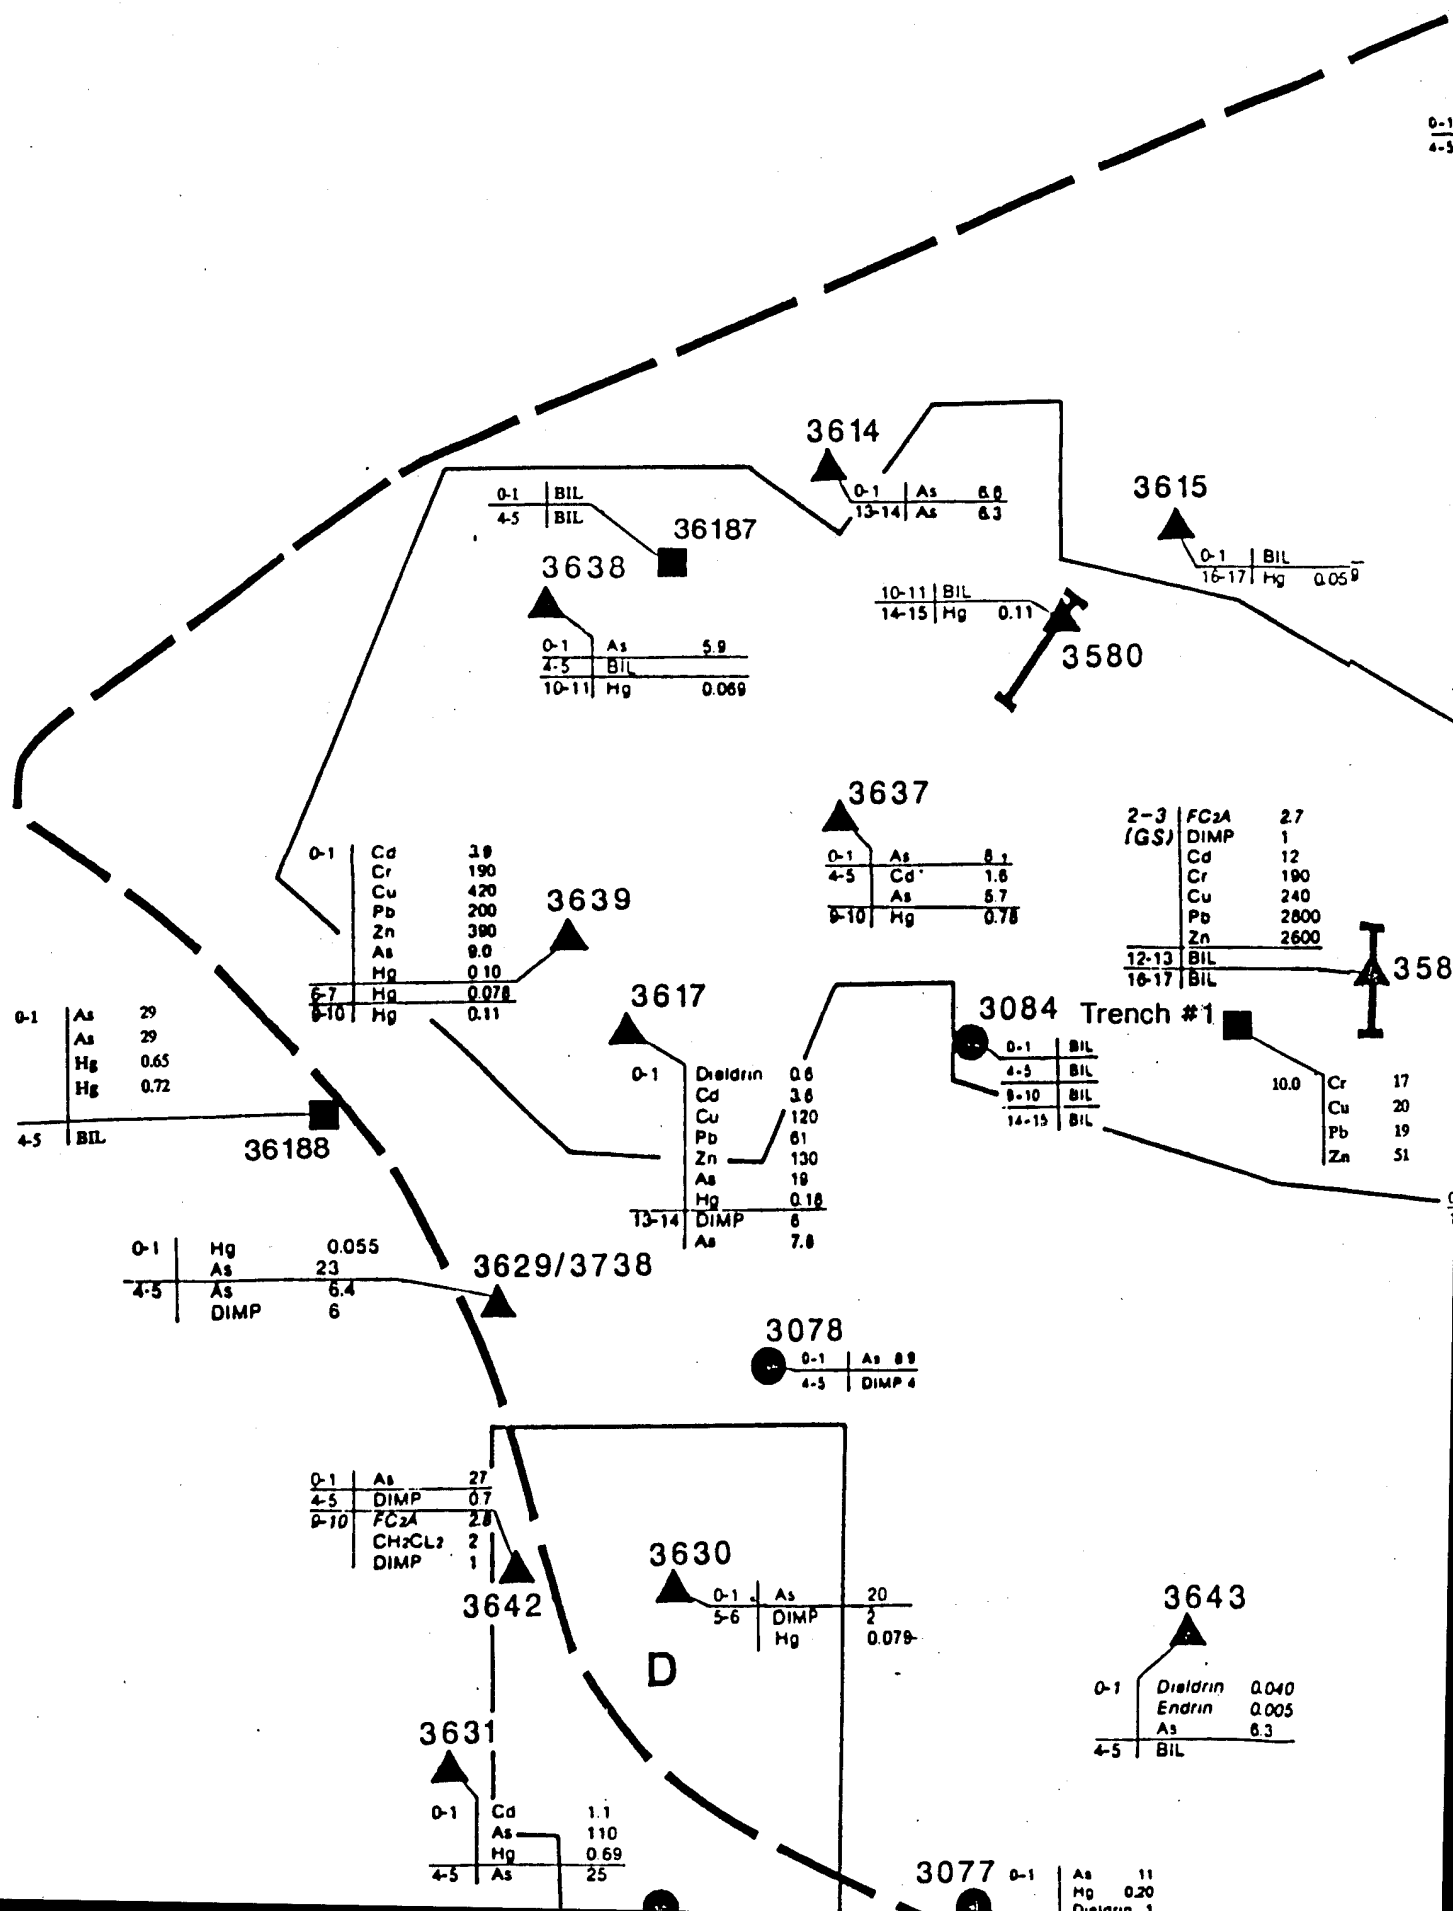 0-1
4-5
3614
0-1 As 6.6
13-14 As 6.3
3615
0-1 BIL
16-17 Hg 0.059
0-1 BIL
4-5 BIL
36187
3638
0-1 As 5.9
4-5 BIL
10-11 Hg 0.069
10-11 BIL
14-15 Hg 0.11
3580
3637
0-1 As
4-5 Cd 1.6
As 5.7
9-10 Hg 0.78
2-3 FC2A 2.7
(GS) DIMP 1
Cd 12
Cr 190
Cu 240
Pb 2800
Zn 2600
12-13 BIL
16-17 BIL
358
0-1 Cd 3.9
Cr 190
Cu 420
Pb 200
Zn 390
As 9.0
Hg 0.10
6-7 Hg 0.078
9-10 Hg 0.11
3639
3617
0-1 Dieldrin 0.6
Cd 3.6
Cu 120
Pb 61
Zn 130
As 19
Hg 0.18
13-14 DIMP 6
As 7.8
3084
0-1 BIL
4-5 BIL
9-10 BIL
14-15 BIL
Trench #1
10.0 Cr 17
Cu 20
Pb 19
Zn 51
0-1 As 29
As 29
Hg 0.65
Hg 0.72
4-5 BIL
36188
0-1 Hg 0.055
As 23
4-5 As 6.4
DIMP 6
3629/3738
3078
0-1 As 8.9
4-5 DIMP 4
0-1 As 27
4-5 DIMP 0.7
9-10 FC2A 2.8
CH2CL2 2
DIMP 1
3642
3630
0-1 As 20
5-6 DIMP 2
Hg 0.079
D
3643
0-1 Dieldrin 0.040
Endrin 0.005
As 6.3
4-5 BIL
3631
0-1 Cd 1.1
As 110
Hg 0.69
4-5 As 25
3077
0-1 As 11
Hg 0.20
Dieldrin 1